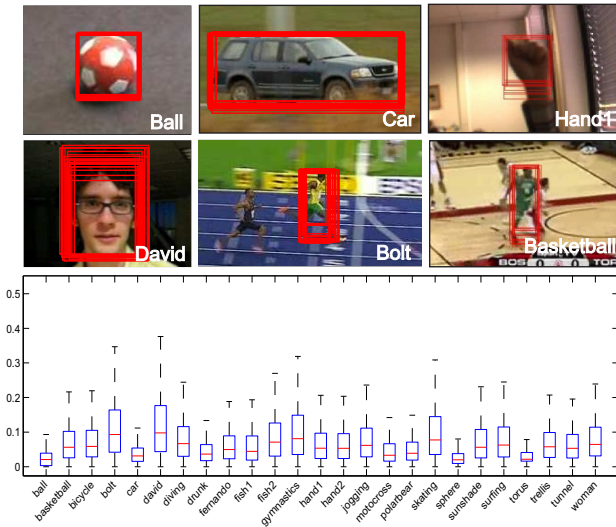 Ball
Car
Hand1
David
Bolt
Basketball
BOS 0 0 TOR
0.5
0.4
0.3
0.2
0.1
0
ball
basketball
bicycle
bolt
car
david
diving
drunk
fernando
fish1
fish2
gymnastics
hand1
hand2
jogging
motocross
polarbear
skating
sphere
sunshade
surfing
torus
trellis
tunnel
woman